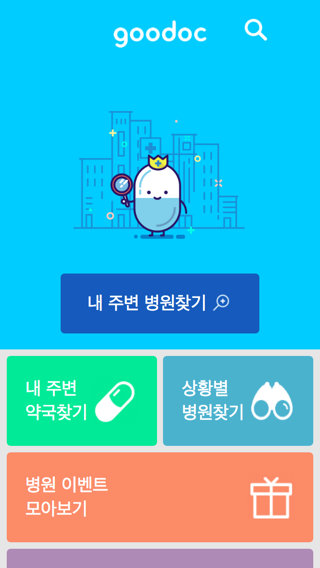 goodoc
내 주변 병원찾기
내 주변
약국찾기
상황별
병원찾기
병원 이벤트
모아보기